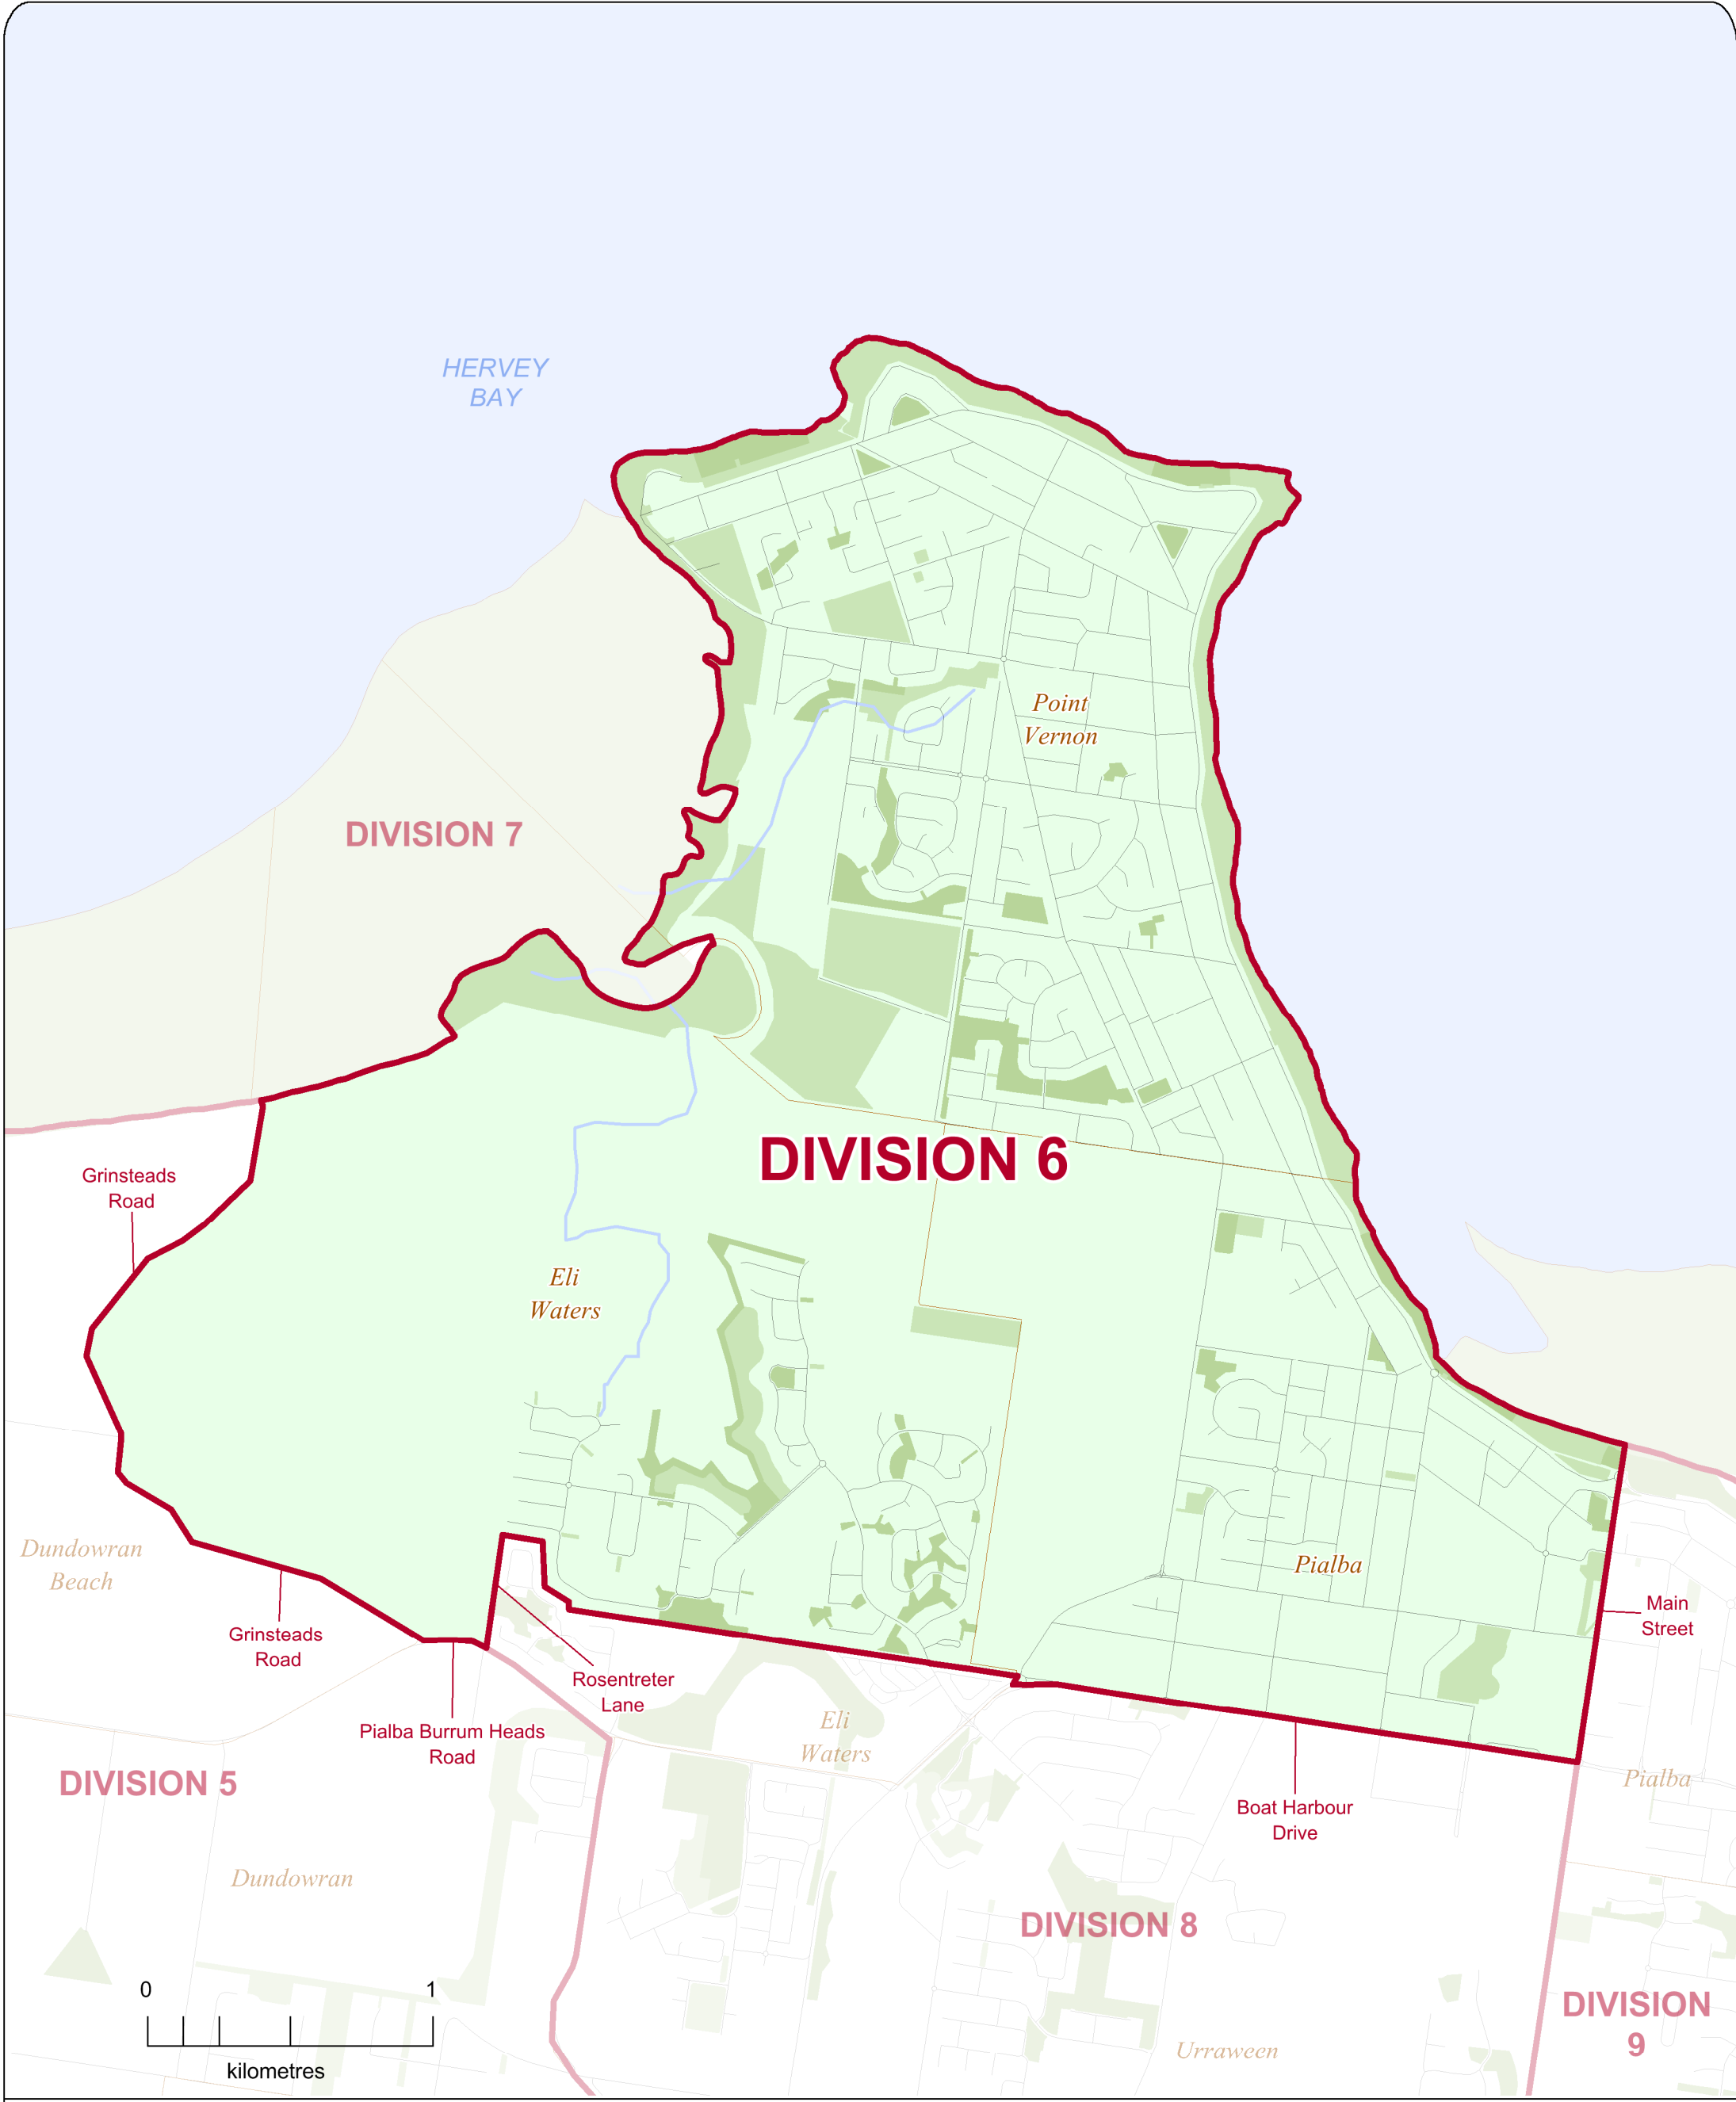 HERVEY
BAY
Point
Vernon
DIVISION 7
DIVISION 6
Grinsteads
Road
Eli
Waters
Dundowran
Beach
Pialba
Main
Street
Grinsteads
Road
Rosentreter
Lane
Pialba Burrum Heads
Road
Eli
Waters
DIVISION 5
Pialba
Boat Harbour
Drive
Dundowran
DIVISION 8
0 1
kilometres
DIVISION
9
Urraween